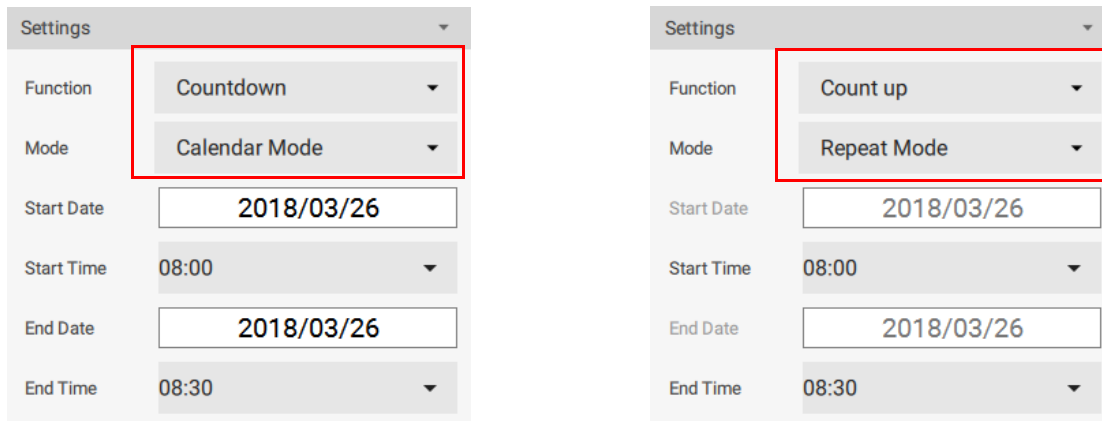 Settings
Function Countdown
Mode Calendar Mode
Start Date 2018/03/26
Start Time 08:00
End Date 2018/03/26
End Time 08:30
Settings
Function Count up
Mode Repeat Mode
Start Date 2018/03/26
Start Time 08:00
End Date 2018/03/26
End Time 08:30